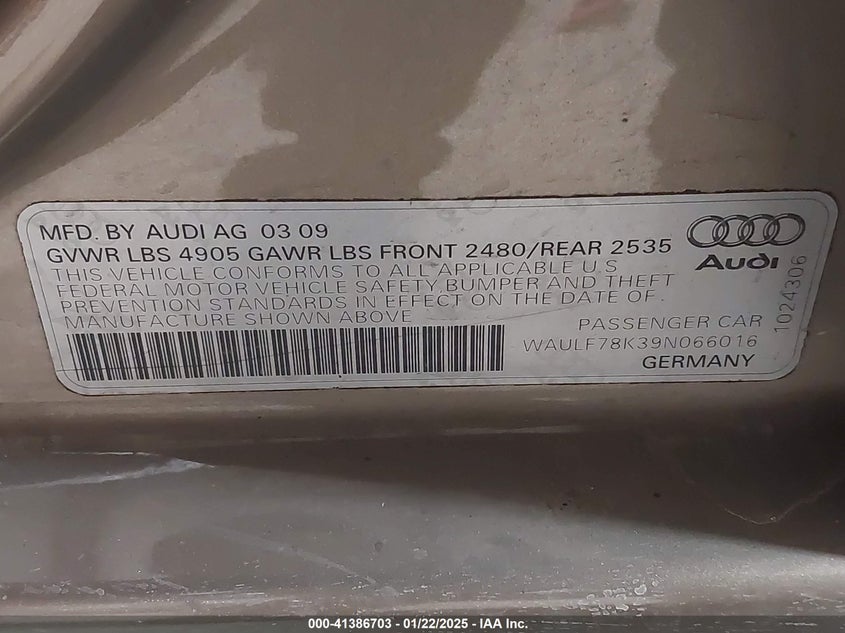 MFD. BY AUDI AG 03 09
GVWR LBS 4905 GAWR LBS FRONT 2480/REAR 2535
THIS VEHICLE CONFORMS TO ALL APPLICABLE U.S
FEDERAL MOTOR VEHICLE SAFETY,BUMPER AND THEFT
PREVENTION STANDARDS IN EFFECT ON THE DATE OF.
MANUFACTURE SHOWN ABOVE
PASSENGER CAR
WAULF78K39N066016
GERMANY
Audi
1024306
000-41386703 - 01/22/2025 - IAA Inc.